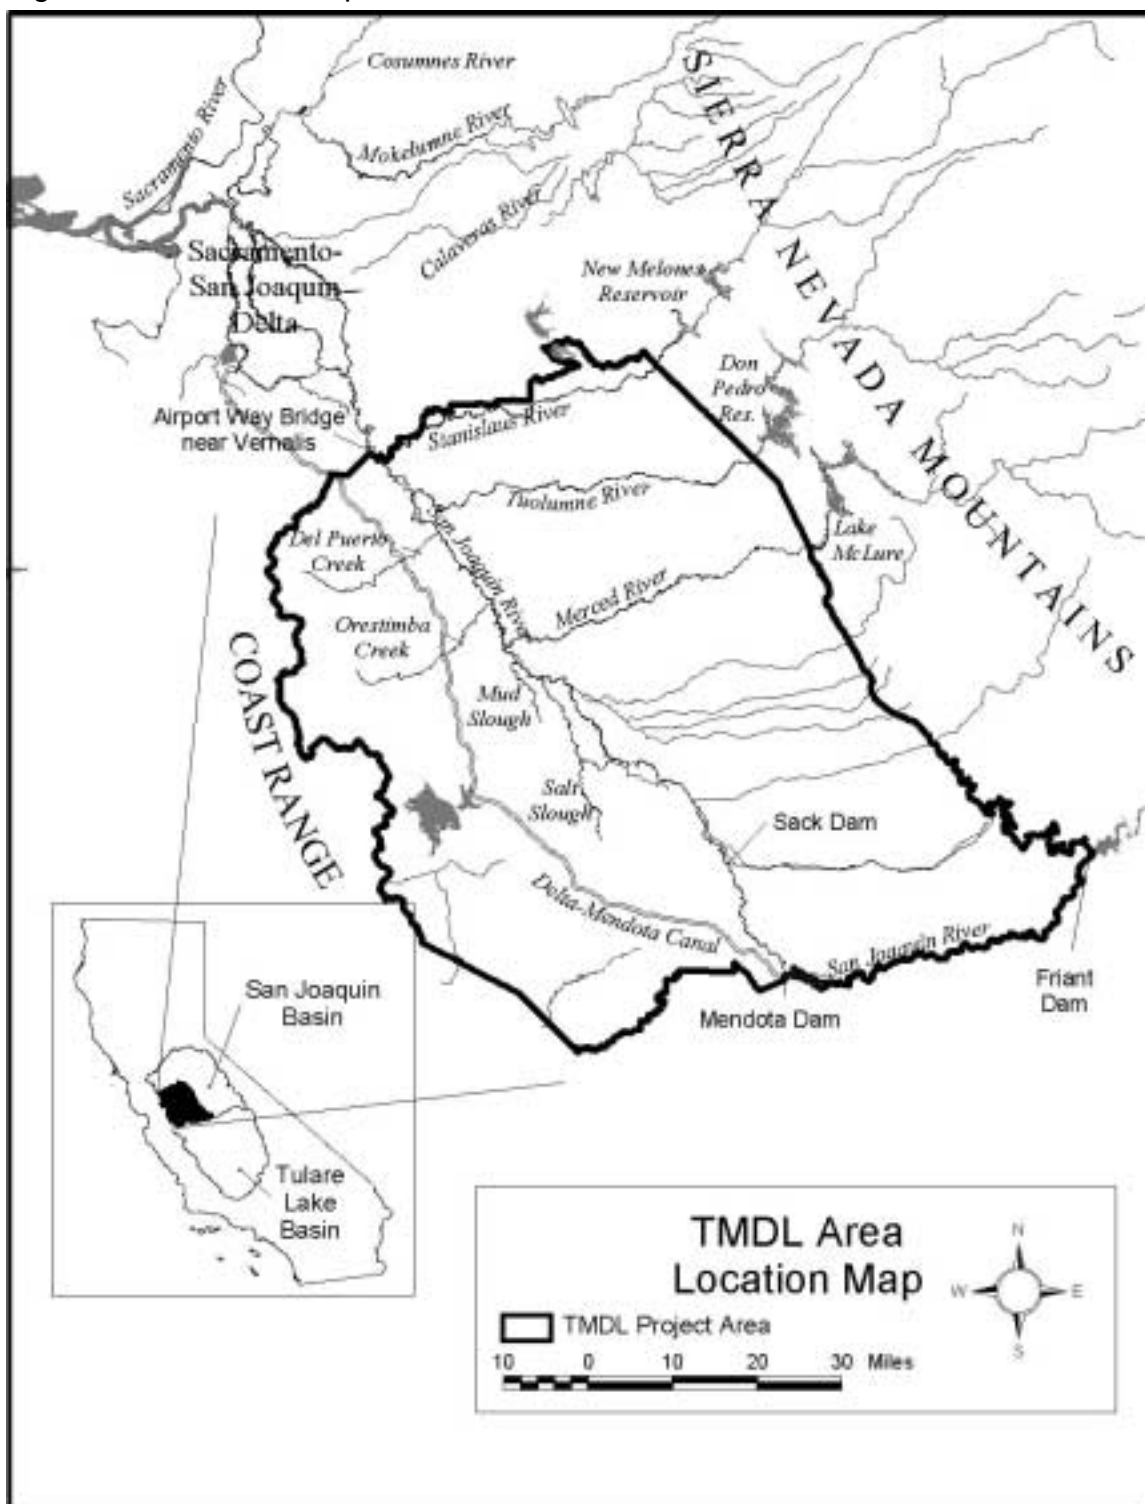 Cosumnes River
Sacramento River
Mokelumne River
Calaveras River
SIERRA NEVADA MOUNTAINS
Sacramento-
San Joaquin
Delta
New Melones
Reservoir
Don
Pedro
Res.
Airport Way Bridge
near Vernalis
Stanislaus River
Tuolumne River
San Joaquin River
Del Puerto
Creek
Lake
McLure
Merced River
Orestimba
Creek
COAST RANGE
Mud
Slough
Salt
Slough
Sack Dam
Delta-Mendota Canal
San Joaquin River
Friant
Dam
Mendota Dam
San Joaquin
Basin
Tulare
Lake
Basin
TMDL Area
Location Map
N
W E
S
TMDL Project Area
10 0 10 20 30 Miles